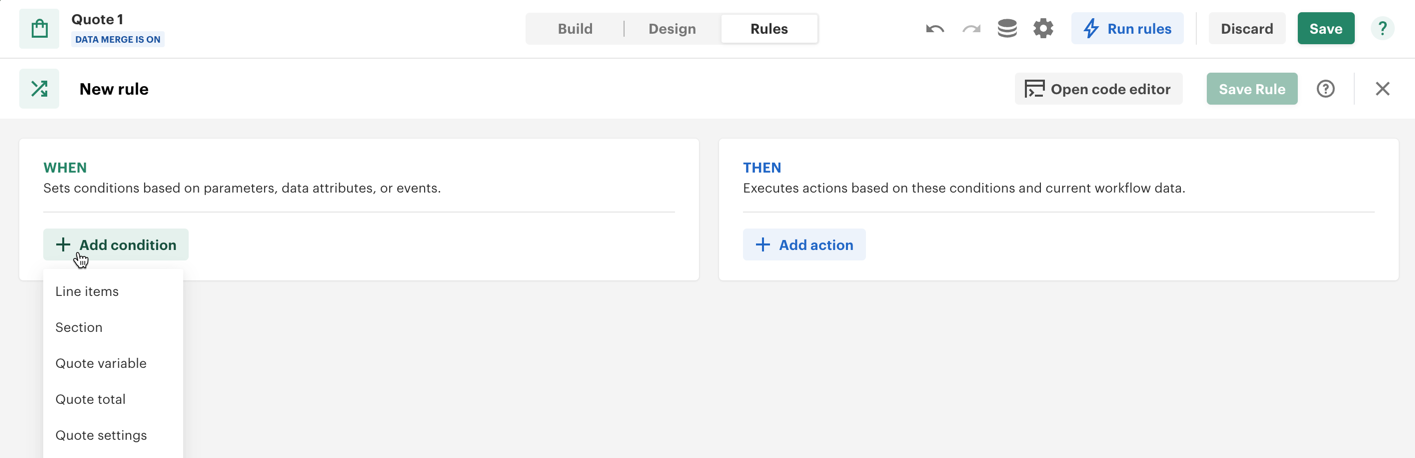 Quote 1
DATA MERGE IS ON
Build
Design
Rules
Run rules
Discard
Save
?
New rule
Open code editor
Save Rule
?
WHEN
Sets conditions based on parameters, data attributes, or events.
+ Add condition
Line items
Section
Quote variable
Quote total
Quote settings
THEN
Executes actions based on these conditions and current workflow data.
+ Add action